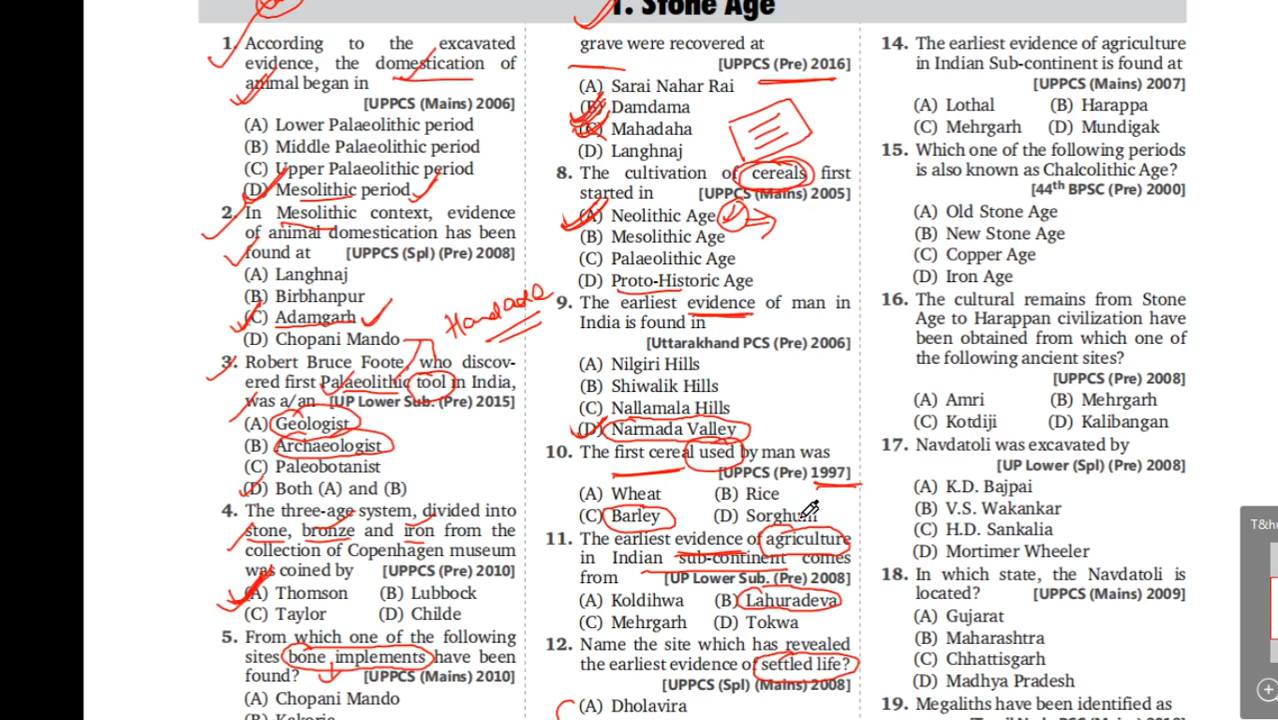 1. Stone Age
1. According to the excavated
evidence, the domestication of
animal began in
[UPPCS (Mains) 2006]
(A) Lower Palaeolithic period
(B) Middle Palaeolithic period
(C) Upper Palaeolithic period
(D) Mesolithic period
2. In Mesolithic context, evidence
of animal domestication has been
found at [UPPCS (Spl) (Pre) 2008]
(A) Langhnaj
(B) Birbhanpur
(C) Adamgarh
(D) Chopani Mando
3. Robert Bruce Foote, who discov-
ered first Palaeolithic tool in India,
was a/an [UP Lower Sub. (Pre) 2015]
(A) Geologist
(B) Archaeologist
(C) Paleobotanist
(D) Both (A) and (B)
4. The three-age system, divided into
stone, bronze and iron from the
collection of Copenhagen museum
was coined by [UPPCS (Pre) 2010]
(A) Thomson (B) Lubbock
(C) Taylor (D) Childe
5. From which one of the following
sites bone implements have been
found? [UPPCS (Mains) 2010]
(A) Chopani Mando
(B) Kakoria
grave were recovered at
[UPPCS (Pre) 2016]
(A) Sarai Nahar Rai
(B) Damdama
(C) Mahadaha
(D) Langhnaj
8. The cultivation of cereals first
started in [UPPCS (Mains) 2005]
(A) Neolithic Age
(B) Mesolithic Age
(C) Palaeolithic Age
(D) Proto-Historic Age
9. The earliest evidence of man in
India is found in
[Uttarakhand PCS (Pre) 2006]
(A) Nilgiri Hills
(B) Shiwalik Hills
(C) Nallamala Hills
(D) Narmada Valley
10. The first cereal used by man was
[UPPCS (Pre) 1997]
(A) Wheat (B) Rice
(C) Barley (D) Sorghum
11. The earliest evidence of agriculture
in Indian sub-continent comes
from [UP Lower Sub. (Pre) 2008]
(A) Koldihwa (B) Lahuradeva
(C) Mehrgarh (D) Tokwa
12. Name the site which has revealed
the earliest evidence of settled life?
[UPPCS (Spl) (Mains) 2008]
(A) Dholavira
14. The earliest evidence of agriculture
in Indian Sub-continent is found at
[UPPCS (Mains) 2007]
(A) Lothal (B) Harappa
(C) Mehrgarh (D) Mundigak
15. Which one of the following periods
is also known as Chalcolithic Age?
[44th BPSC (Pre) 2000]
(A) Old Stone Age
(B) New Stone Age
(C) Copper Age
(D) Iron Age
16. The cultural remains from Stone
Age to Harappan civilization have
been obtained from which one of
the following ancient sites?
[UPPCS (Pre) 2008]
(A) Amri (B) Mehrgarh
(C) Kotdiji (D) Kalibangan
17. Navdatoli was excavated by
[UP Lower (Spl) (Pre) 2008]
(A) K.D. Bajpai
(B) V.S. Wakankar
(C) H.D. Sankalia
(D) Mortimer Wheeler
18. In which state, the Navdatoli is
located? [UPPCS (Mains) 2009]
(A) Gujarat
(B) Maharashtra
(C) Chhattisgarh
(D) Madhya Pradesh
19. Megaliths have been identified as